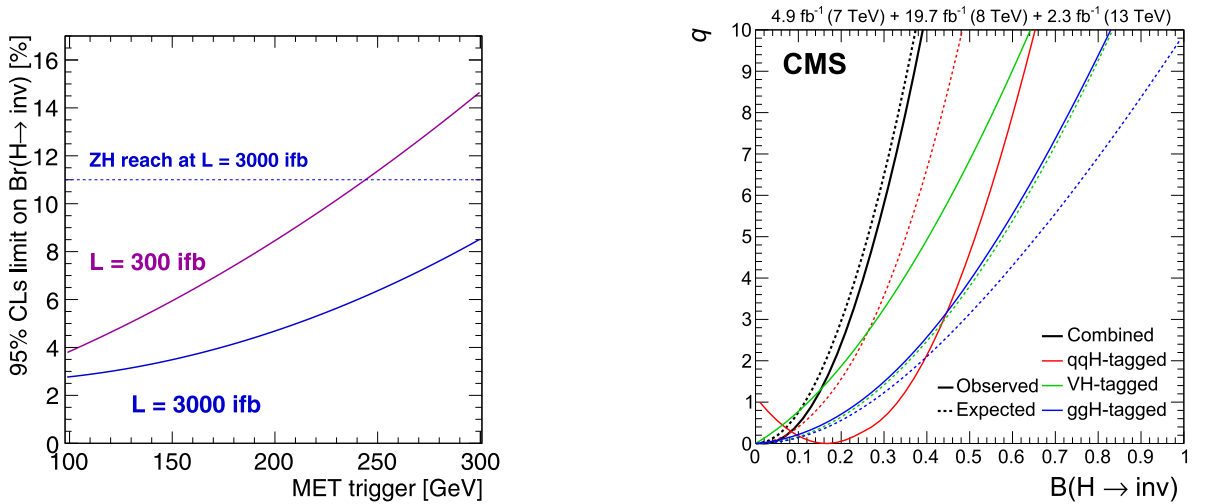 95% CLs limit on Br(H→ inv) [%]
16
14
12
10
8
6
4
2
0
ZH reach at L = 3000 ifb
L = 300 ifb
L = 3000 ifb
100 150 200 250 300
MET trigger [GeV]
4.9 fb⁻¹ (7 TeV) + 19.7 fb⁻¹ (8 TeV) + 2.3 fb⁻¹ (13 TeV)
q
10
9
8
7
6
5
4
3
2
1
0
CMS
Combined
qqH-tagged
Observed
VH-tagged
Expected
ggH-tagged
0 0.1 0.2 0.3 0.4 0.5 0.6 0.7 0.8 0.9 1
B(H → inv)